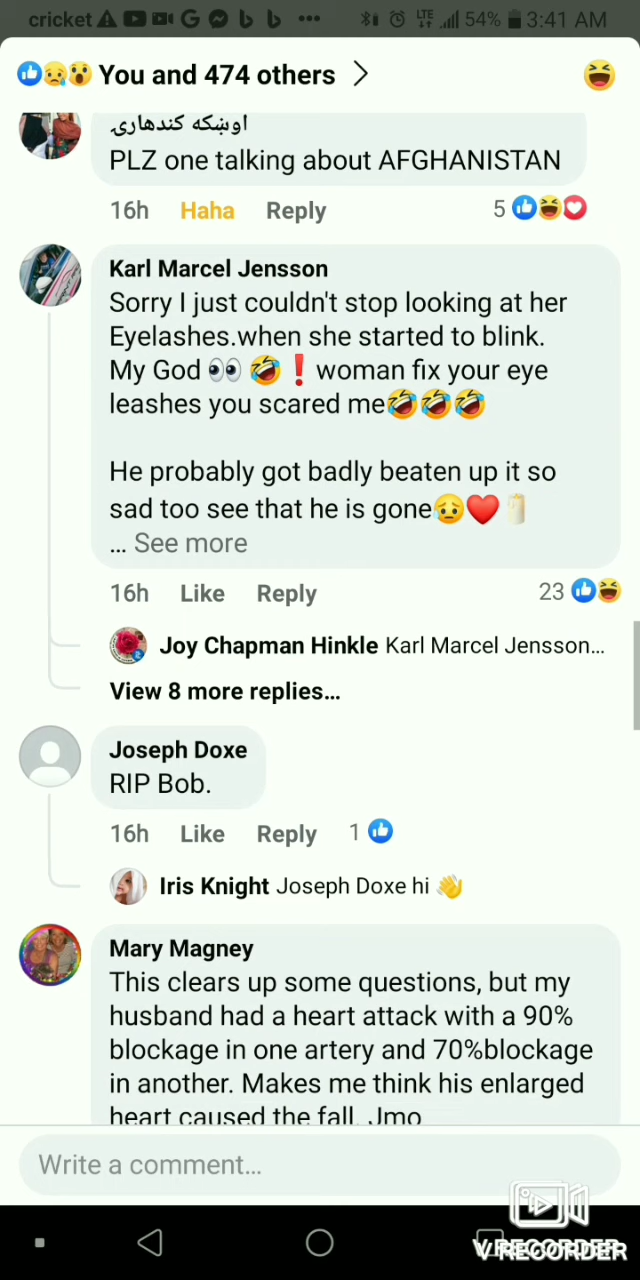 cricket G b b ... LTE 54% 3:41 AM
You and 474 others >
اوښکه کندهارۍ
PLZ one talking about AFGHANISTAN
16h Haha Reply 5
Karl Marcel Jensson
Sorry I just couldn't stop looking at her
Eyelashes.when she started to blink.
My God 👀 🤣 ❗ woman fix your eye
leashes you scared me🤣🤣🤣
He probably got badly beaten up it so
sad too see that he is gone😥❤️🕯️
... See more
16h Like Reply 23
Joy Chapman Hinkle Karl Marcel Jensson...
View 8 more replies...
Joseph Doxe
RIP Bob.
16h Like Reply 1
Iris Knight Joseph Doxe hi 👋
Mary Magney
This clears up some questions, but my
husband had a heart attack with a 90%
blockage in one artery and 70%blockage
in another. Makes me think his enlarged
heart caused the fall. Jmo
Write a comment...
V RECORDER